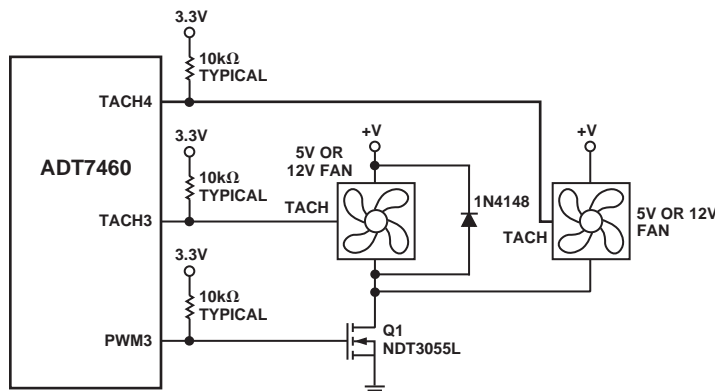 3.3V
10kΩ
TYPICAL
TACH4
ADT7460
3.3V
10kΩ
TYPICAL
TACH3
3.3V
10kΩ
TYPICAL
PWM3
+V
5V OR
12V FAN
TACH
1N4148
+V
TACH
5V OR 12V
FAN
Q1
NDT3055L